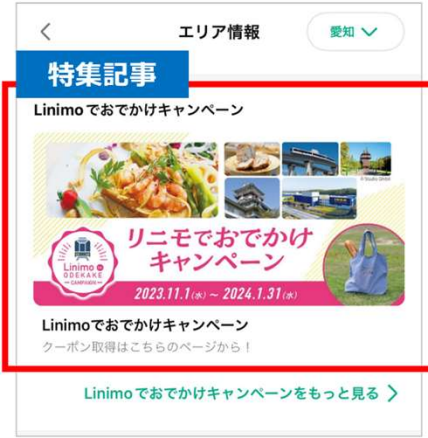 エリア情報
愛知
特集記事
Linimoでおでかけキャンペーン
© Studio Ghibli
Linimo
ODEKAKE
CAMPAIGN
リニモでおでかけ
キャンペーン
2023.11.1(水) ～ 2024.1.31(水)
Linimoでおでかけキャンペーン
クーポン取得はこちらのページから！
Linimoでおでかけキャンペーンをもっと見る